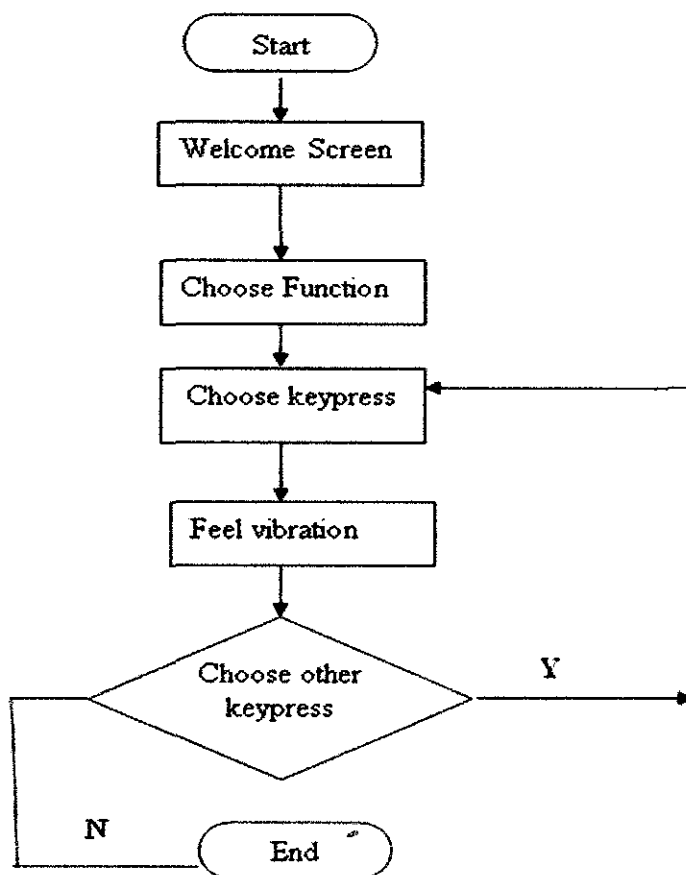 Start
Welcome Screen
Choose Function
Choose keypress
Feel vibration
Choose other
keypress
Y
N
End